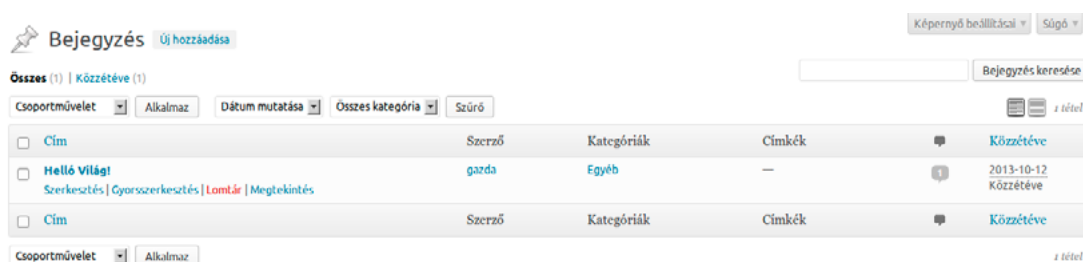 Képernyő beállításai Súgó
Bejegyzés Új hozzáadása
Összes (1) | Közzétéve (1)
Bejegyzés keresése
Csoportművelet Alkalmaz Dátum mutatása Összes kategória Szűrő 1 tétel
Cím Szerző Kategóriák Címkék Közzétéve
Helló Világ! gazda Egyéb — 1 2013-10-12
Szerkesztés | Gyorsszerkesztés | Lomtár | Megtekintés Közzétéve
Cím Szerző Kategóriák Címkék Közzétéve
Csoportművelet Alkalmaz 1 tétel